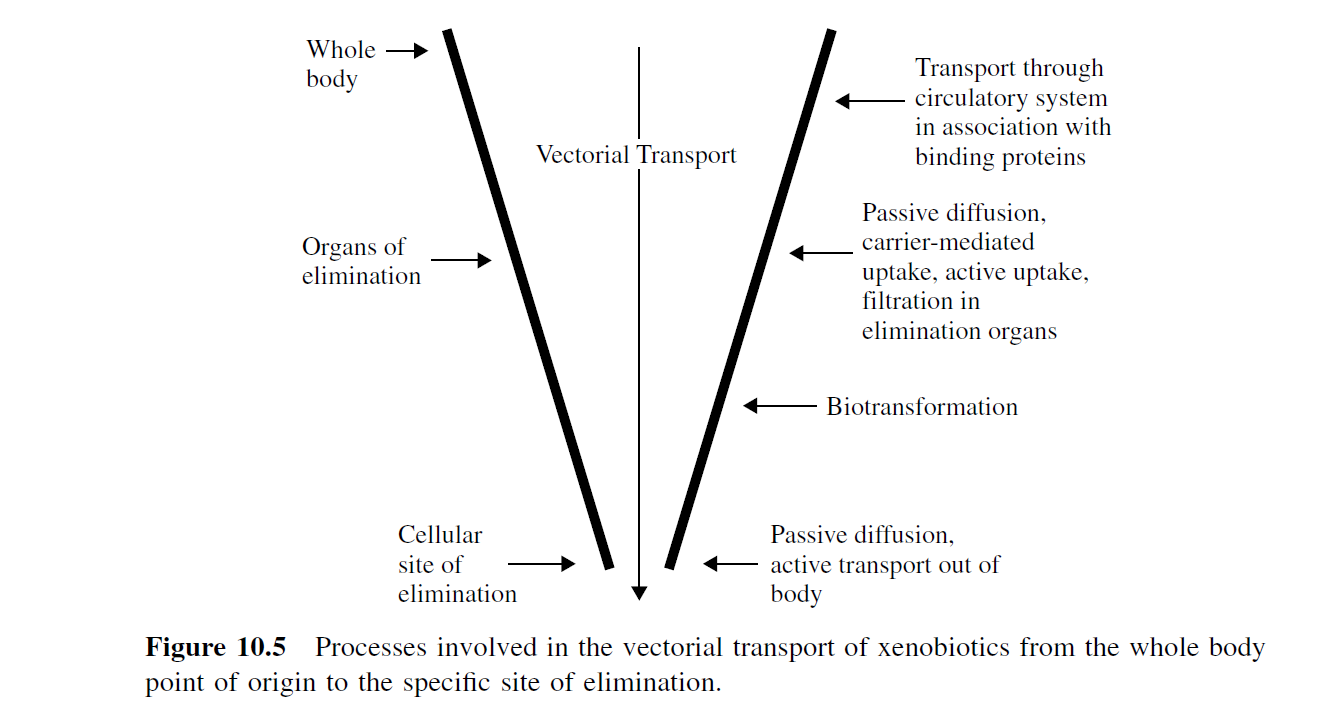 Whole
body
Transport through
circulatory system
in association with
binding proteins
Vectorial Transport
Passive diffusion,
carrier-mediated
uptake, active uptake,
filtration in
elimination organs
Organs of
elimination
Biotransformation
Cellular
site of
elimination
Passive diffusion,
active transport out of
body
Figure 10.5 Processes involved in the vectorial transport of xenobiotics from the whole body
point of origin to the specific site of elimination.